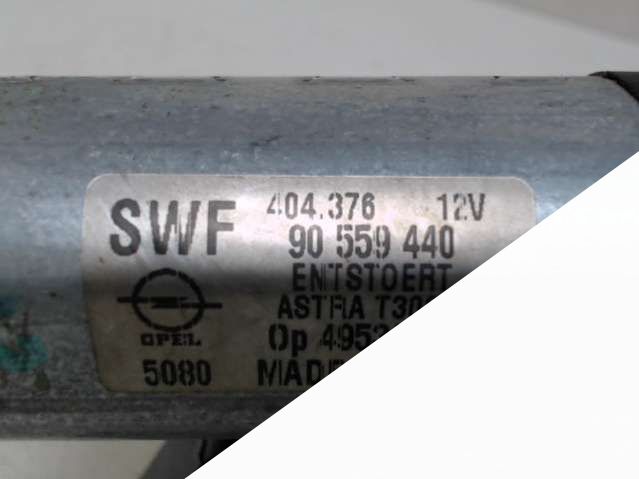 SWF 404.376 12V
90 559 440
ENTSTOERT
ASTRA
Op
OPEL
5080